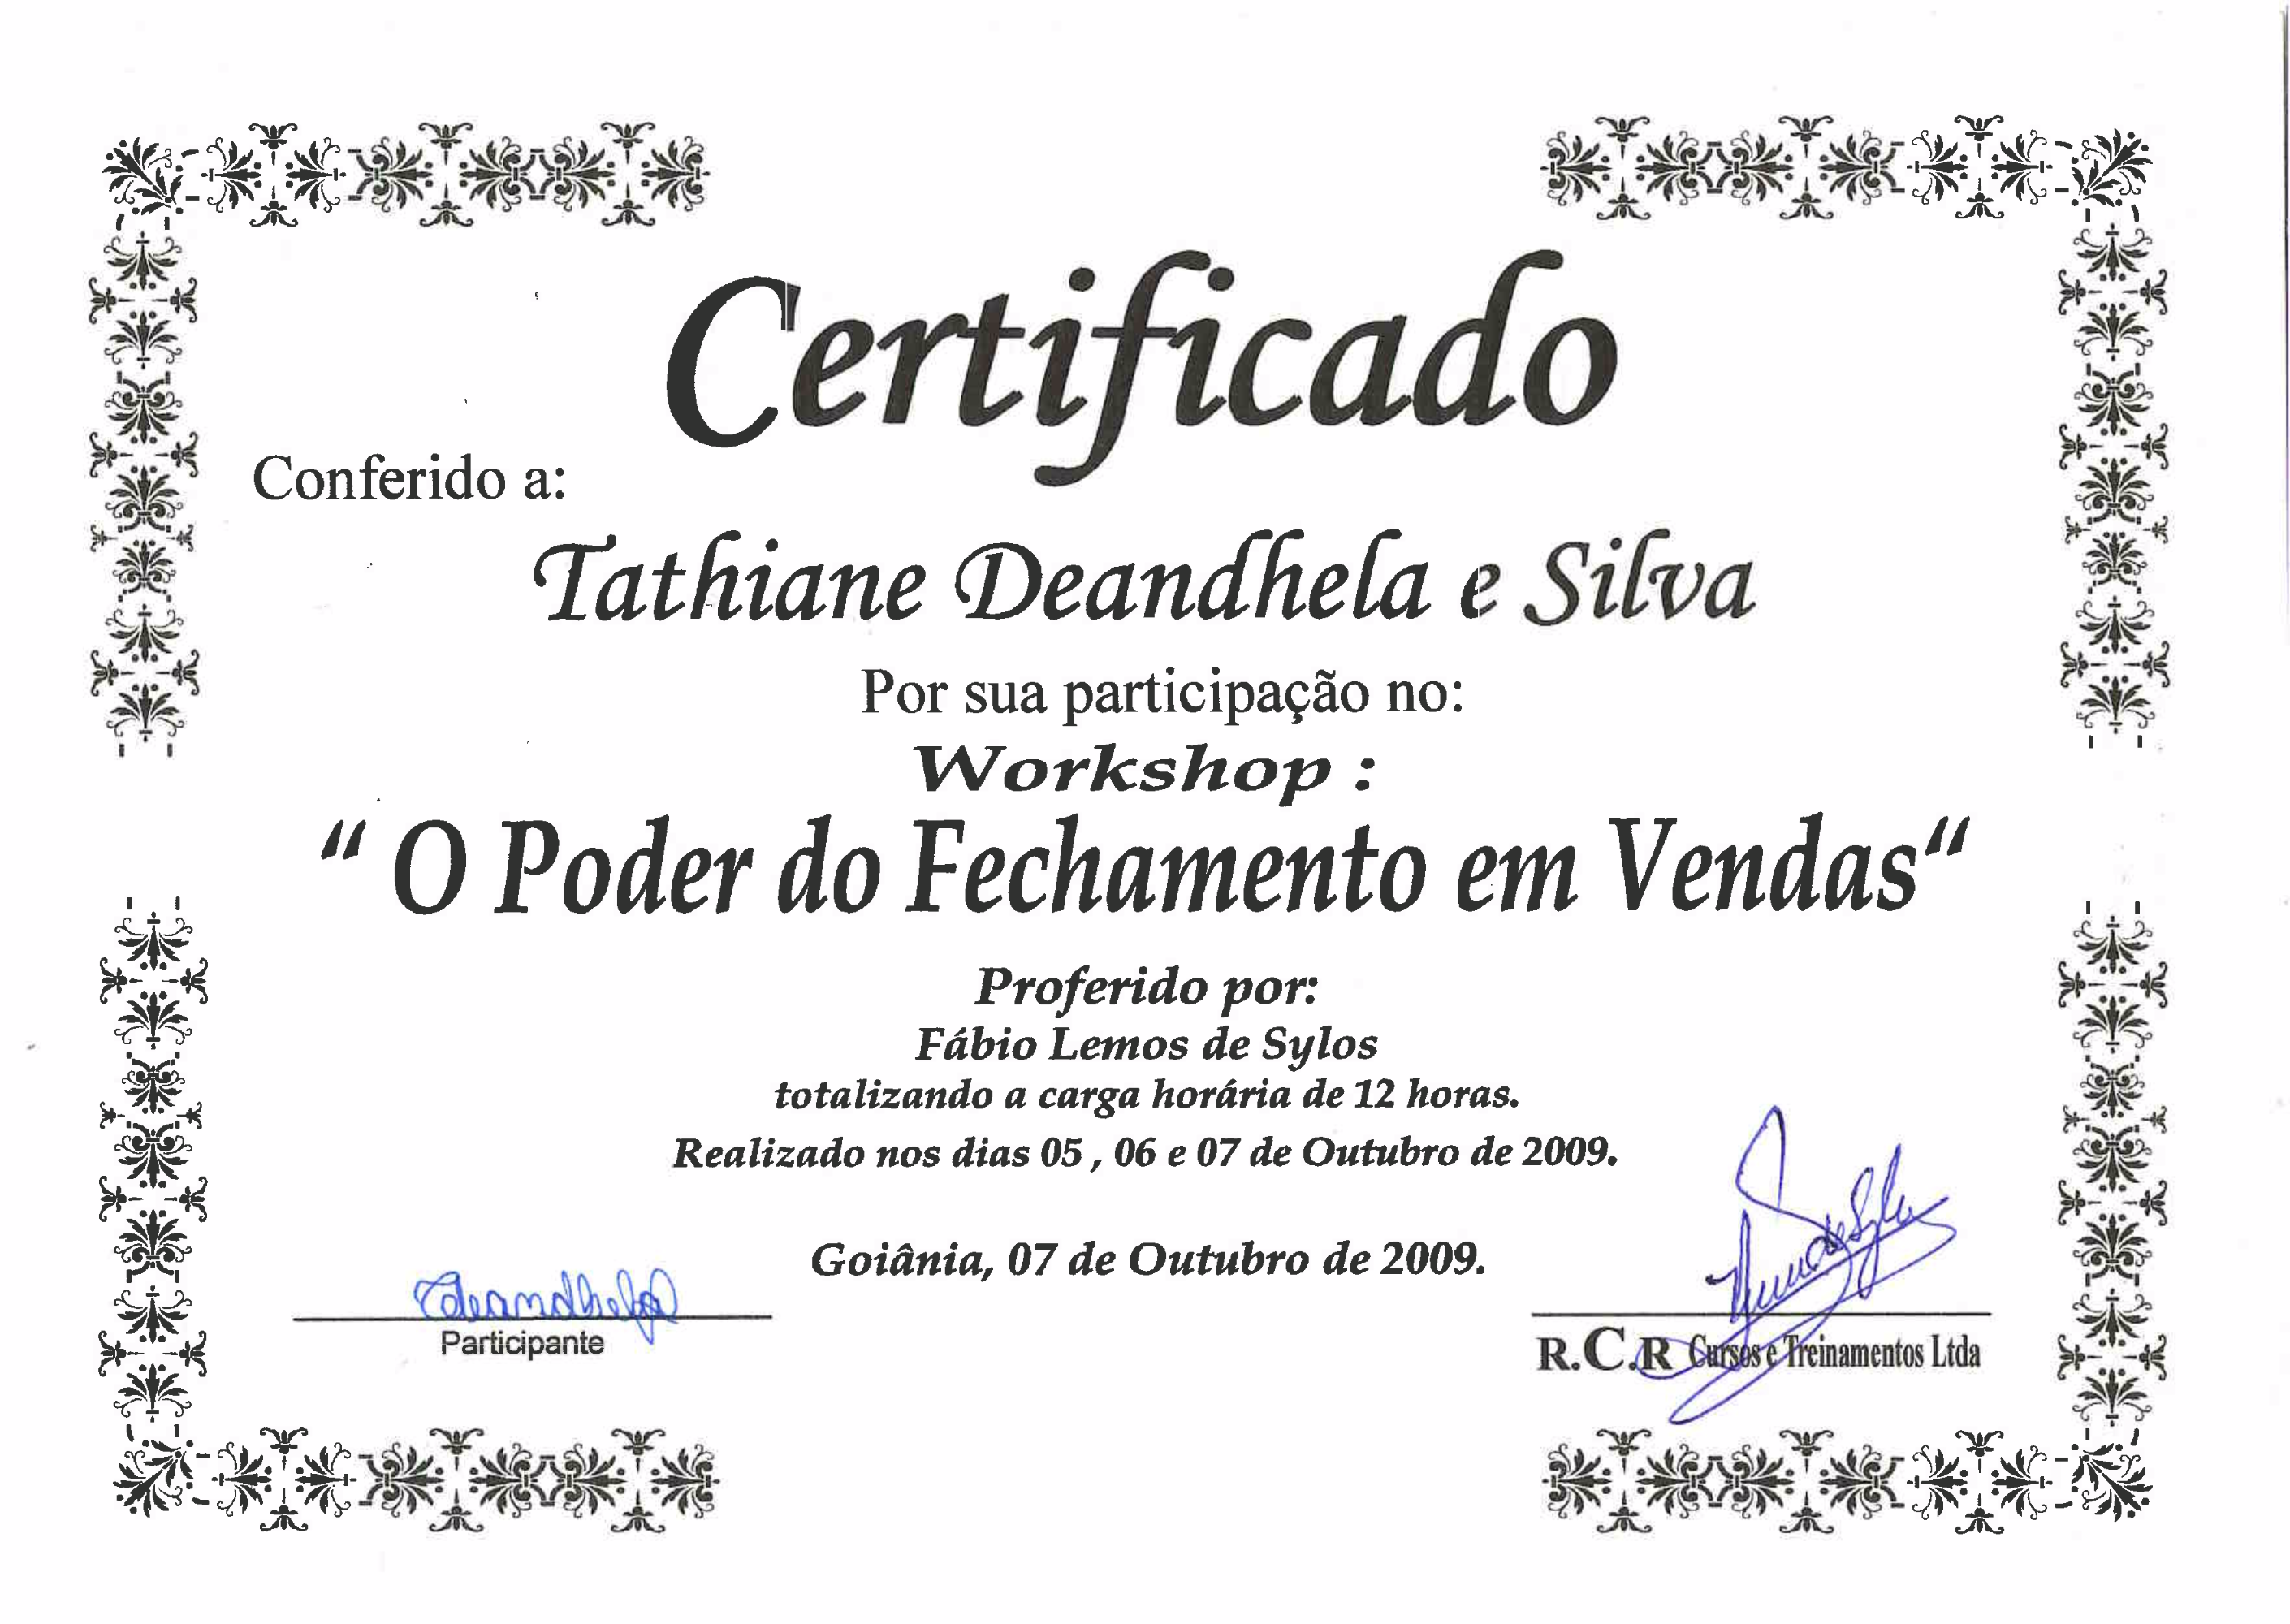 Certificado
Conferido a:
Tathiane Deandhela e Silva
Por sua participação no:
Workshop :
“ O Poder do Fechamento em Vendas“
Proferido por:
Fábio Lemos de Sylos
totalizando a carga horária de 12 horas.
Realizado nos dias 05 , 06 e 07 de Outubro de 2009.
Goiânia, 07 de Outubro de 2009.
Participante
R.C.R Cursos e Treinamentos Ltda